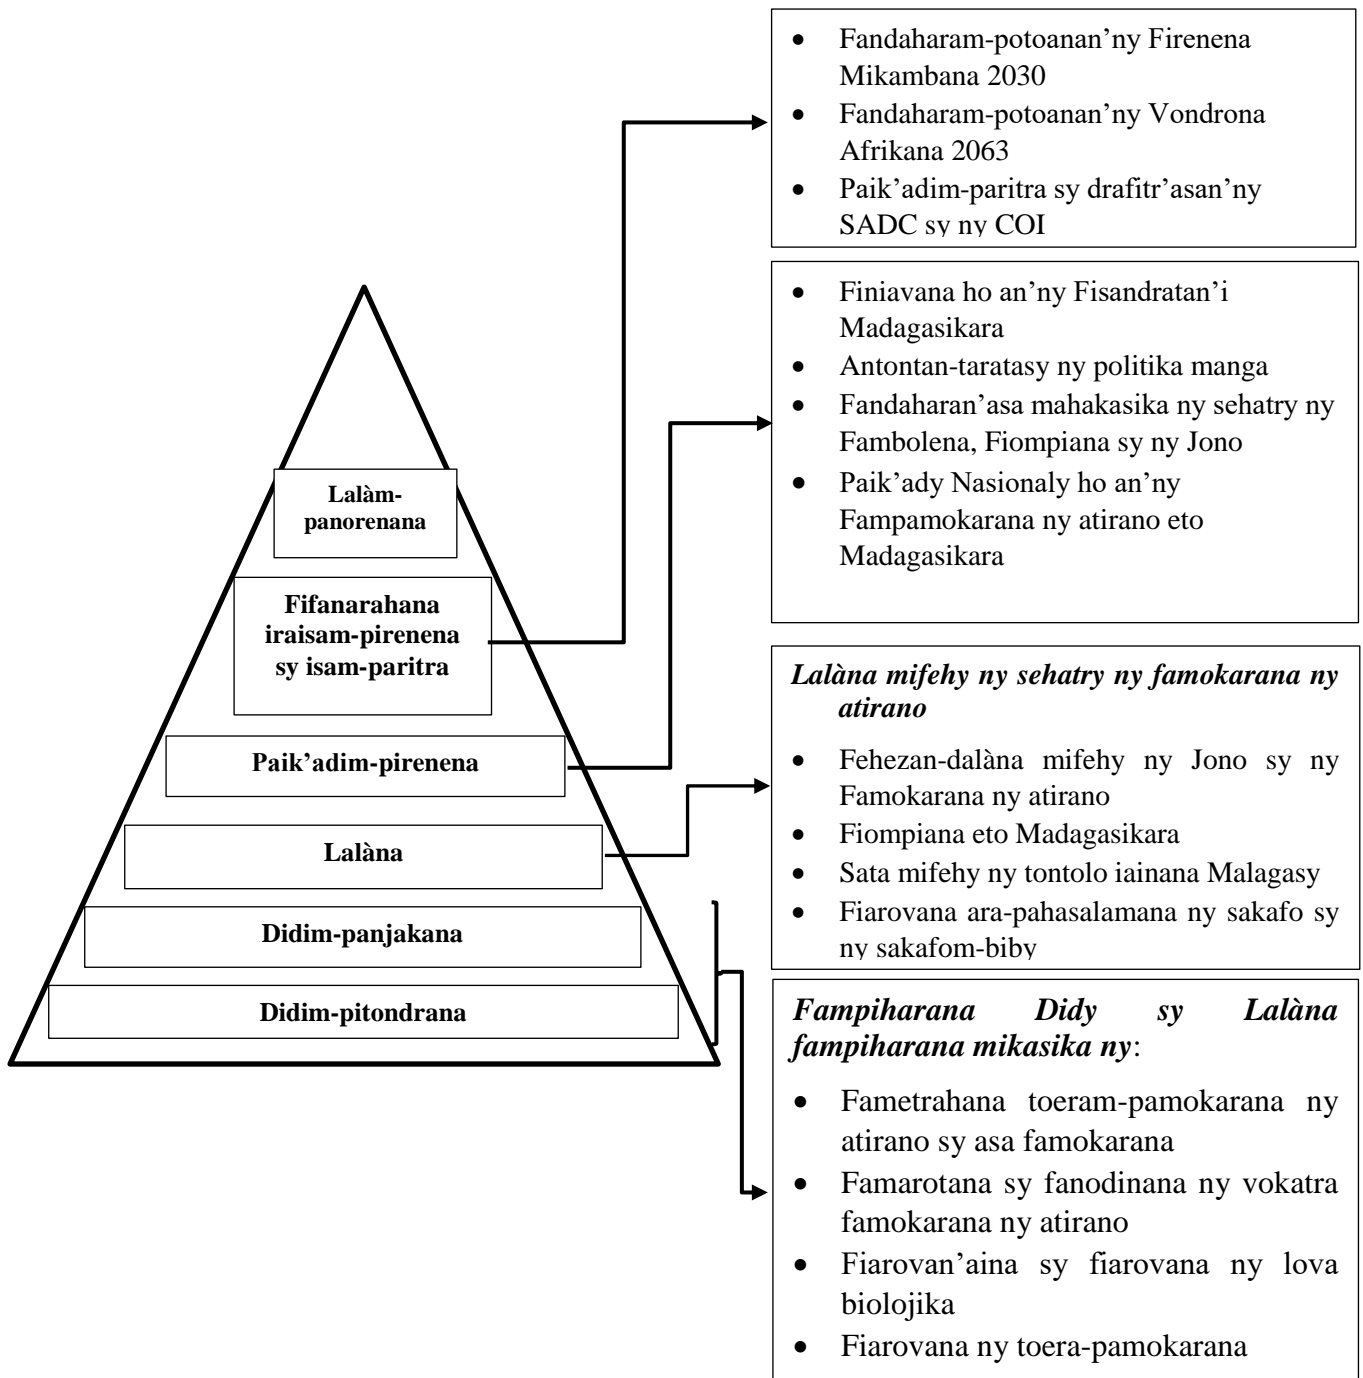 Lalàm-
panorenana
Fifanarahana
iraisam-pirenena
sy isam-paritra
Paik’adim-pirenena
Lalàna
Didim-panjakana
Didim-pitondrana
• Fandaharam-potoanan’ny Firenena
Mikambana 2030
• Fandaharam-potoanan’ny Vondrona
Afrikana 2063
• Paik’adim-paritra sy drafitr’asan’ny
SADC sy ny COI
• Finiavana ho an’ny Fisandratan’i
Madagasikara
• Antontan-taratasy ny politika manga
• Fandaharan’asa mahakasika ny sehatry ny
Fambolena, Fiompiana sy ny Jono
• Paik’ady Nasionaly ho an’ny
Fampamokarana ny atirano eto
Madagasikara
Lalàna mifehy ny sehatry ny famokarana ny
atirano
• Fehezan-dalàna mifehy ny Jono sy ny
Famokarana ny atirano
• Fiompiana eto Madagasikara
• Sata mifehy ny tontolo iainana Malagasy
• Fiarovana ara-pahasalamana ny sakafo sy
ny sakafom-biby
Fampiharana Didy sy Lalàna
fampiharana mikasika ny:
• Fametrahana toeram-pamokarana ny
atirano sy asa famokarana
• Famarotana sy fanodinana ny vokatra
famokarana ny atirano
• Fiarovan’aina sy fiarovana ny lova
biolojika
• Fiarovana ny toera-pamokarana